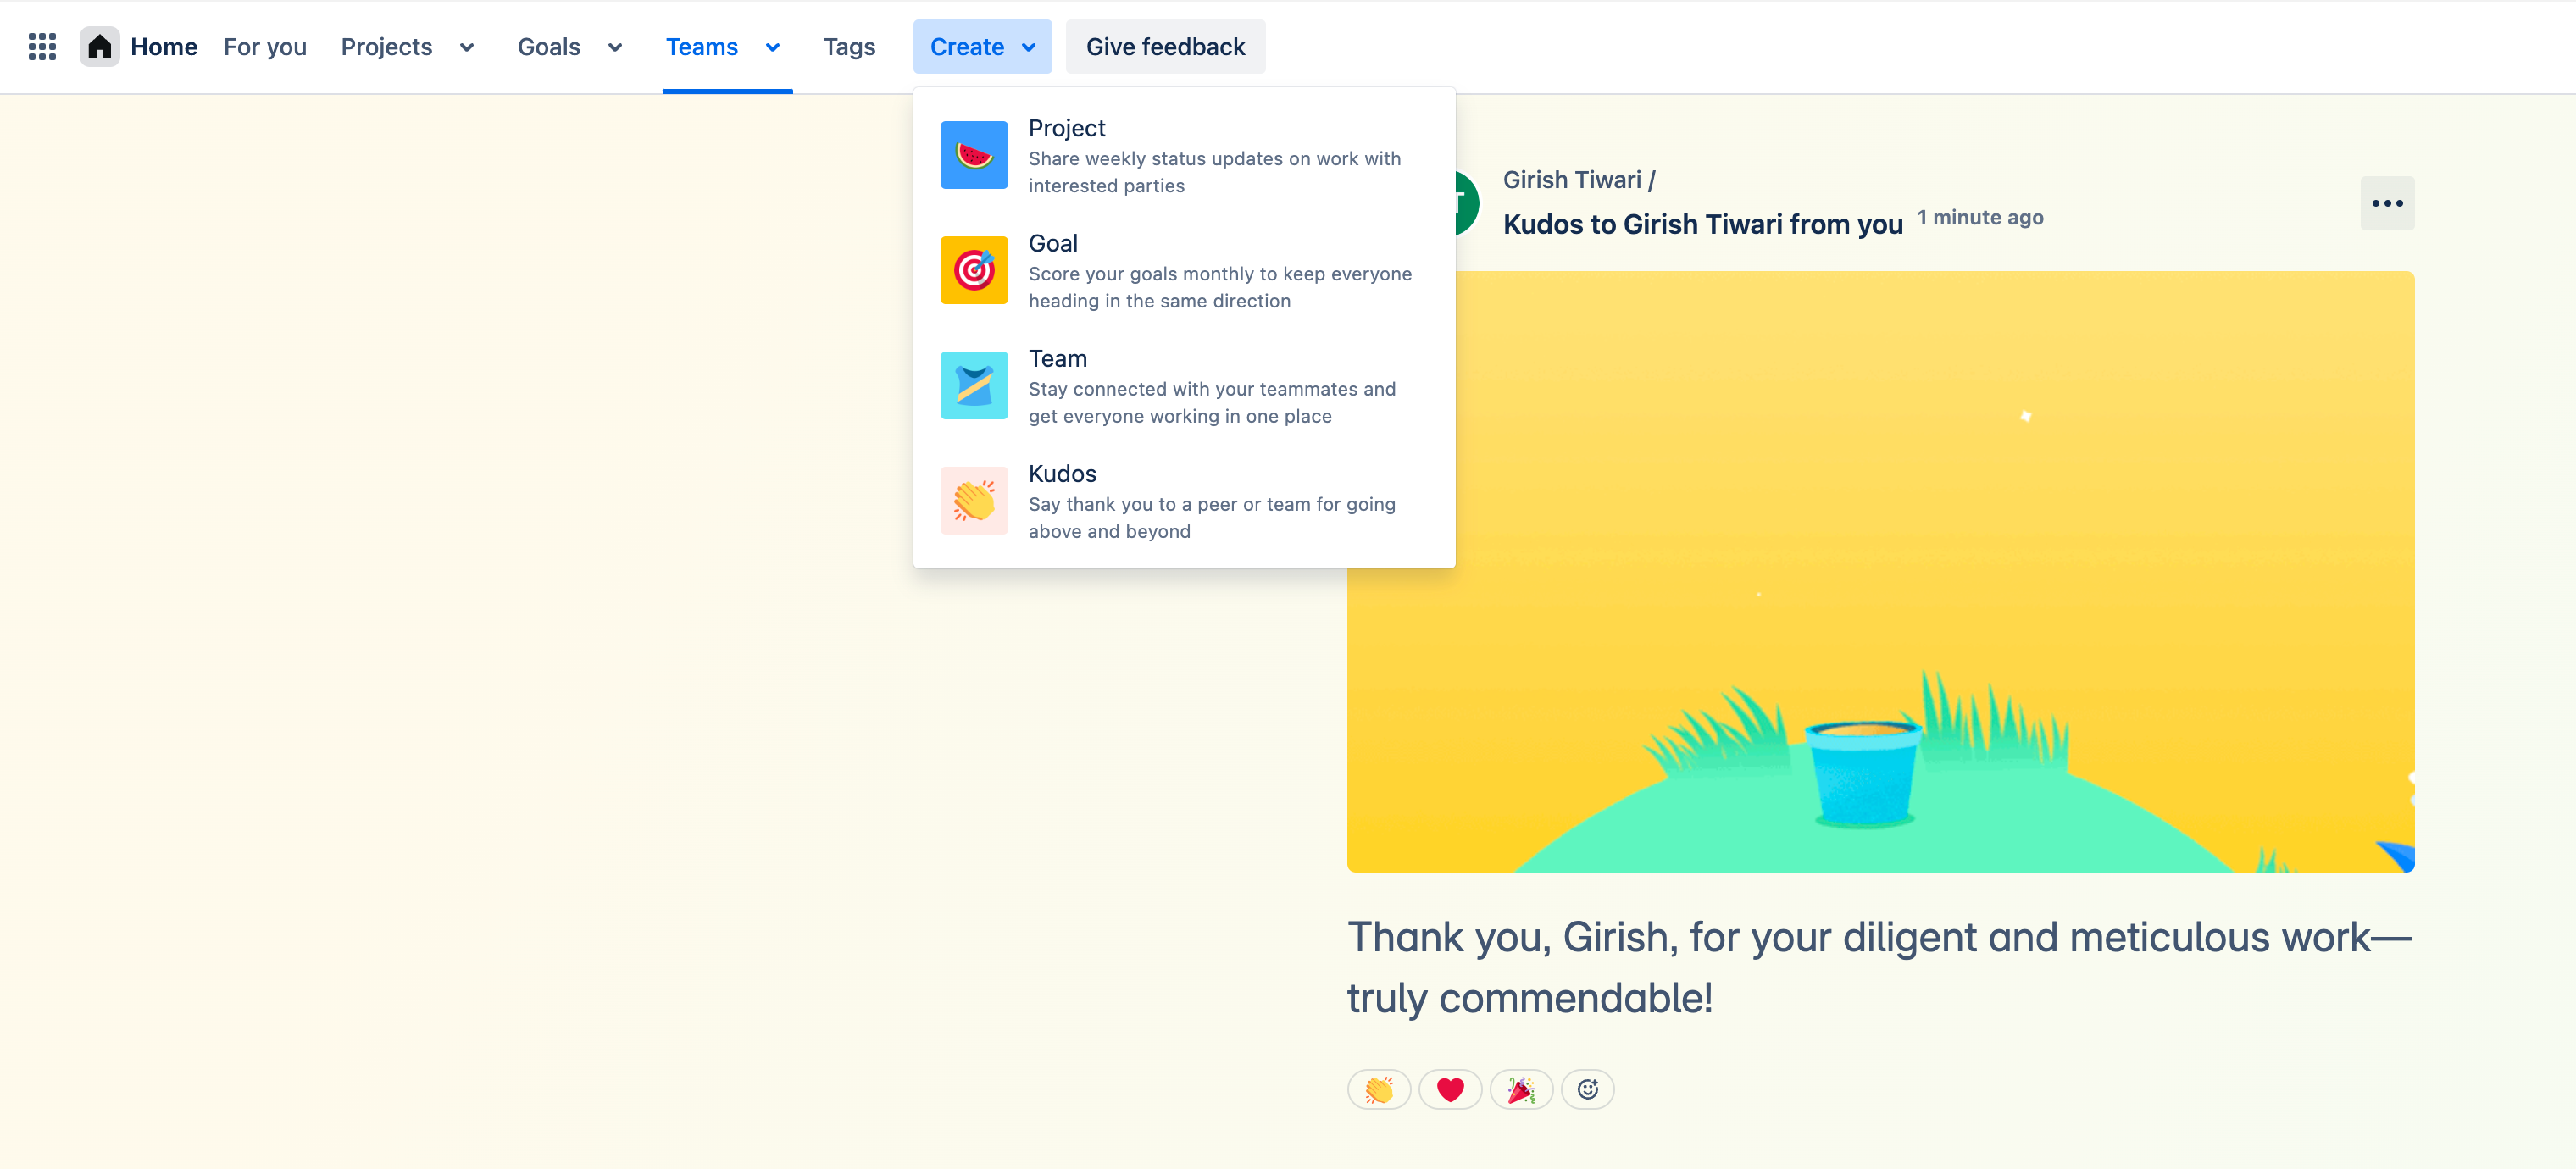 Home For you Projects Goals Teams Tags Create Give feedback
Project
Share weekly status updates on work with
interested parties
Goal
Score your goals monthly to keep everyone
heading in the same direction
Team
Stay connected with your teammates and
get everyone working in one place
Kudos
Say thank you to a peer or team for going
above and beyond
T
Girish Tiwari /
Kudos to Girish Tiwari from you 1 minute ago
Thank you, Girish, for your diligent and meticulous work—
truly commendable!